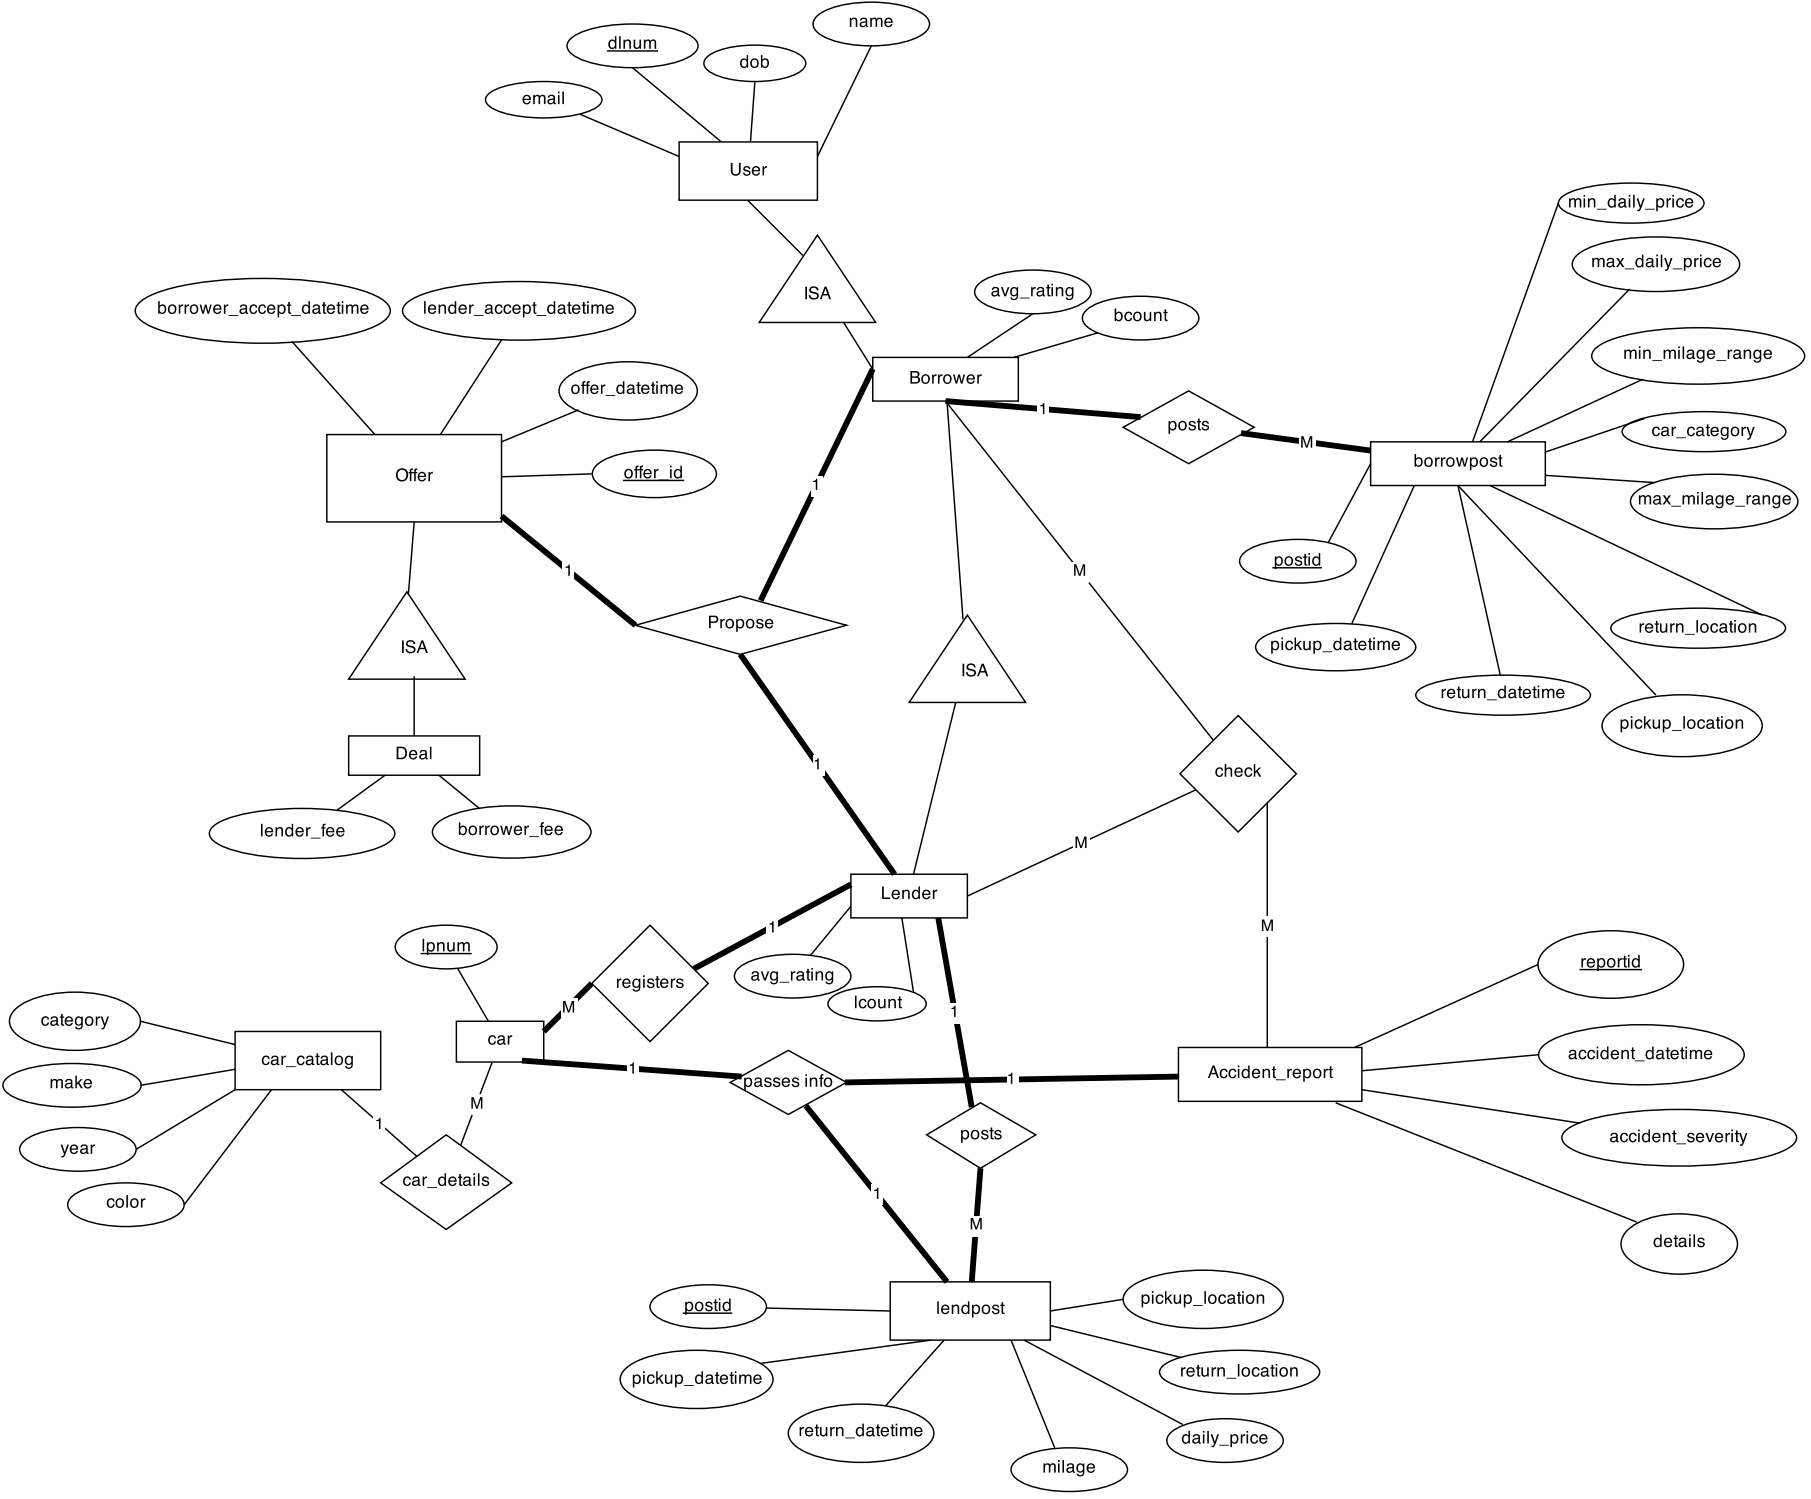 name
dlnum
dob
email
User
min_daily_price
max_daily_price
ISA
avg_rating
borrower_accept_datetime
lender_accept_datetime
bcount
min_milage_range
Borrower
offer_datetime
1
posts
car_category
M
borrowpost
Offer
offer_id
1
max_milage_range
postid
1
M
Propose
return_location
pickup_datetime
ISA
ISA
return_datetime
pickup_location
Deal
1
check
lender_fee
borrower_fee
M
Lender
1
M
lpnum
reportid
avg_rating
registers
lcount
M
1
category
car
car_catalog
accident_datetime
1
passes info
1
Accident_report
make
M
1
posts
accident_severity
year
car_details
1
color
M
details
postid
lendpost
pickup_location
pickup_datetime
return_location
return_datetime
daily_price
milage